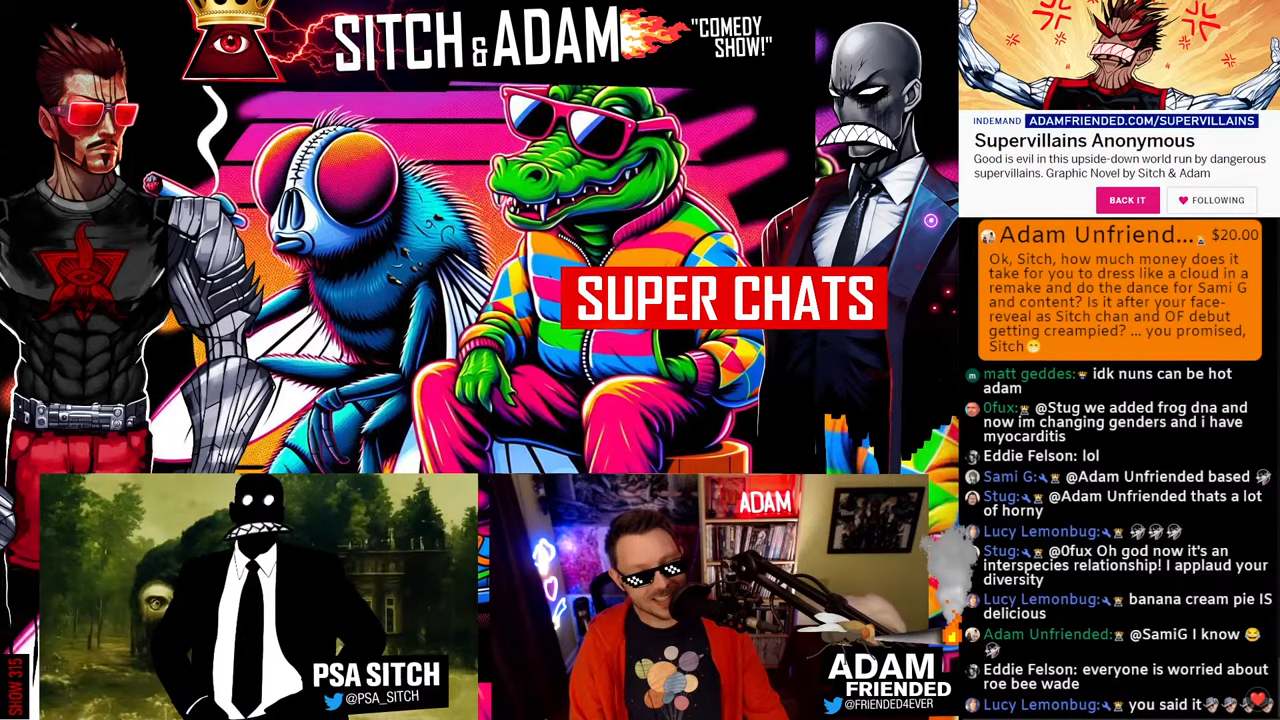 SITCH & ADAM
"COMEDY
SHOW!"
INDEMAND ADAMFRIENDED.COM/SUPERVILLAINS
Supervillains Anonymous
Good is evil in this upside-down world run by dangerous
supervillains. Graphic Novel by Sitch & Adam
BACK IT
FOLLOWING
Adam Unfriend... $20.00
Ok, Sitch, how much money does it
take for you to dress like a cloud in a
remake and do the dance for Sami G
and content? Is it after your face-
reveal as Sitch chan and OF debut
getting creampied? ... you promised,
Sitch😁
SUPER CHATS
matt geddes: idk nuns can be hot
adam
0fux: @Stug we added frog dna and
now im changing genders and i have
myocarditis
Eddie Felson: lol
Sami G: @Adam Unfriended based
Stug: @Adam Unfriended thats a lot
of horny
Lucy Lemonbug:
Stug: @0fux Oh god now it's an
interspecies relationship! I applaud your
diversity
Lucy Lemonbug: banana cream pie IS
delicious
Adam Unfriended: @SamiG I know 😂
Eddie Felson: everyone is worried about
roe bee wade
Lucy Lemonbug: you said it
ADAM
PSA SITCH
@PSA_SITCH
ADAM
FRIENDED
@FRIENDED4EVER
SHOW 315